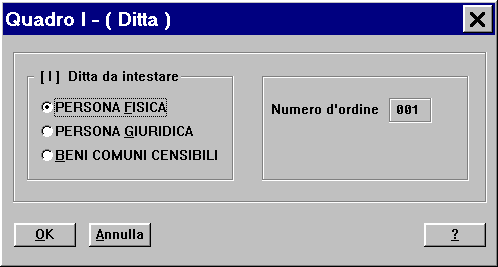 Quadro I - ( Ditta )
[ I ] Ditta da intestare
PERSONA FISICA
PERSONA GIURIDICA
BENI COMUNI CENSIBILI
Numero d'ordine 001
OK Annulla ?